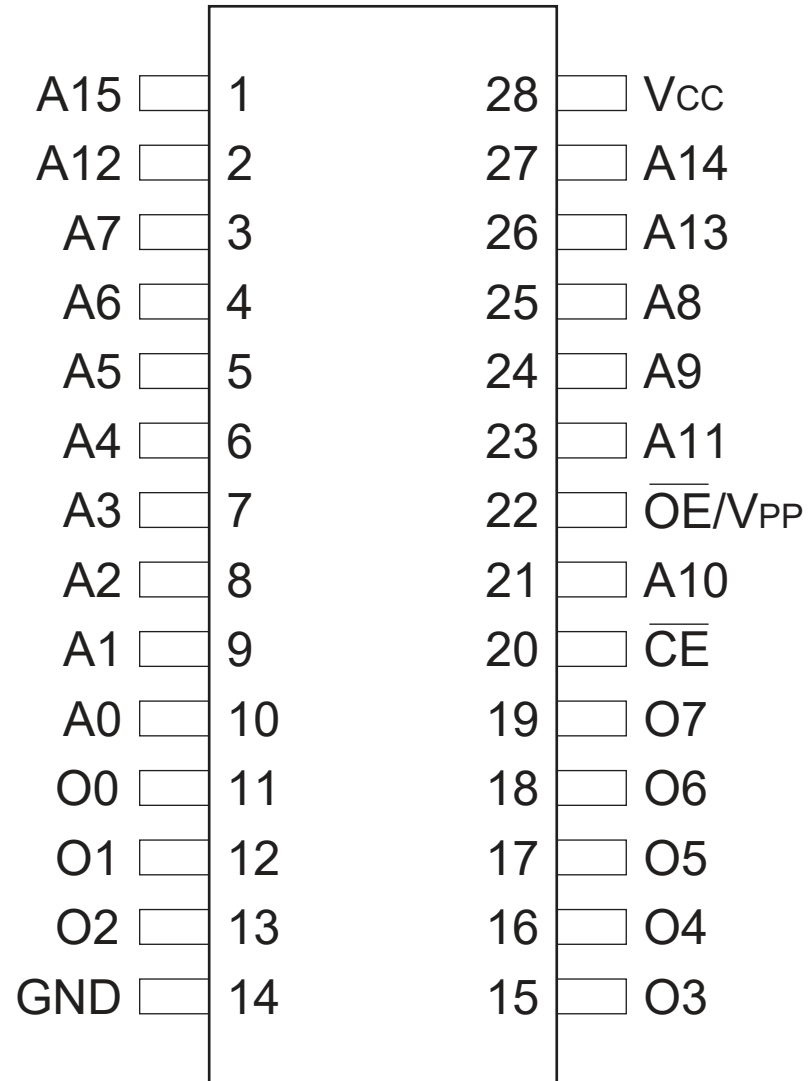 A15 1 28 VCC
A12 2 27 A14
A7 3 26 A13
A6 4 25 A8
A5 5 24 A9
A4 6 23 A11
A3 7 22 O̅E̅/VPP
A2 8 21 A10
A1 9 20 C̅E̅
A0 10 19 O7
O0 11 18 O6
O1 12 17 O5
O2 13 16 O4
GND 14 15 O3